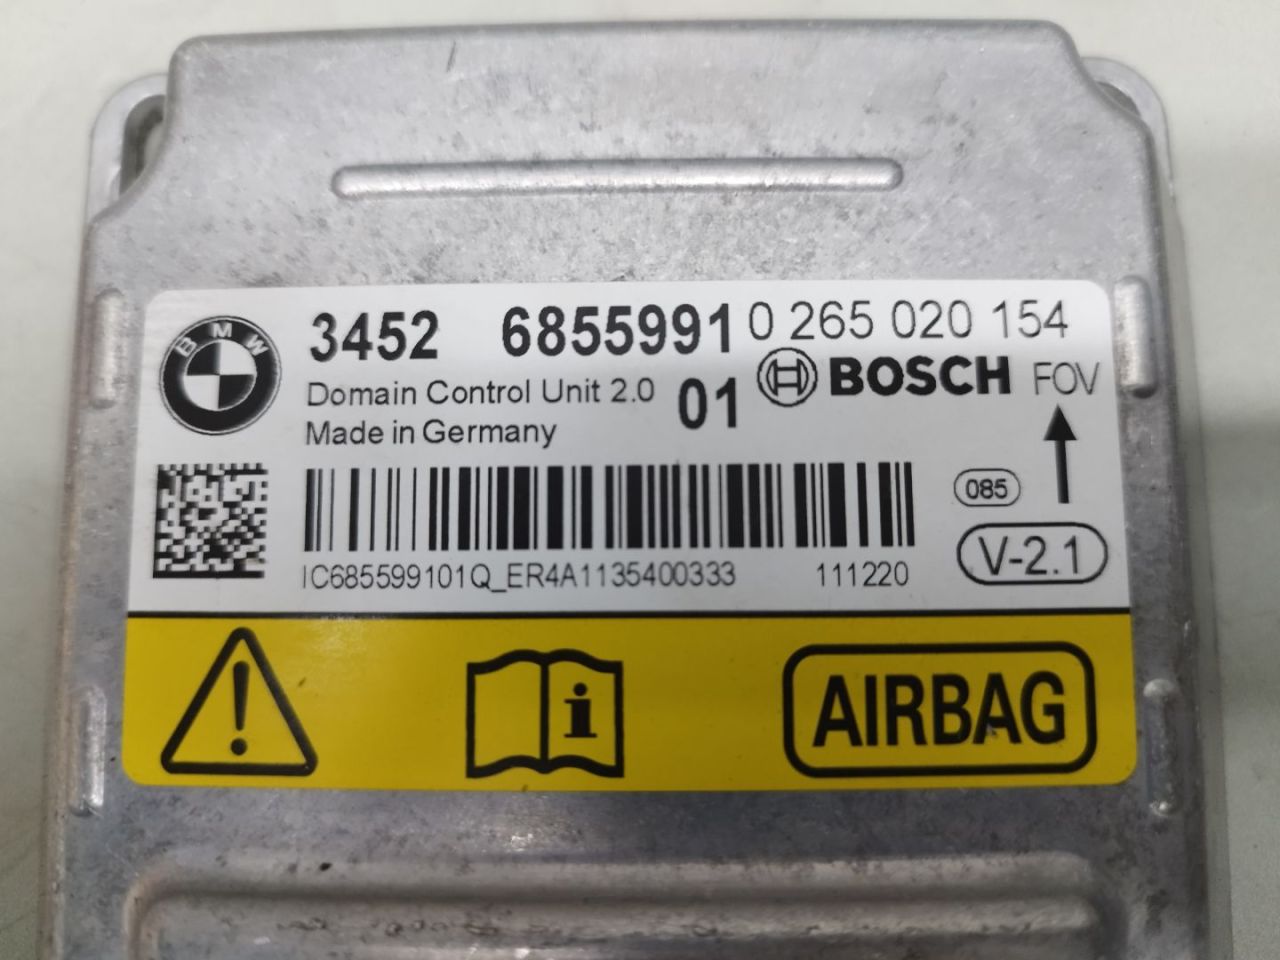 BMW
3452 6855991 0 265 020 154
Domain Control Unit 2.0 01 BOSCH FOV
Made in Germany
085
V-2.1
IC685599101Q_ER4A1135400333 111220
AIRBAG